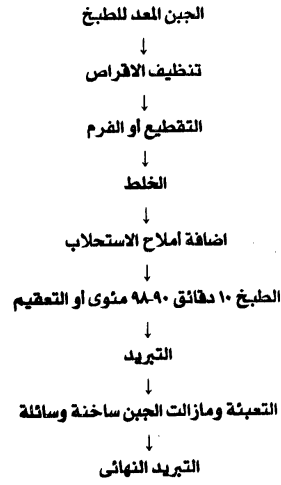 الجبن المعد للطبخ
↓
تنظيف الاقراص
↓
التقطيع أو الفرم
↓
الخلط
↓
اضافة أملاح الاستحلاب
↓
الطبخ ١٠ دقائق ٩٠-٩٨ مئوى أو التعقيم
↓
التبريد
↓
التعبئة ومازالت الجبن ساخنة وسائلة
↓
التبريد النهائى